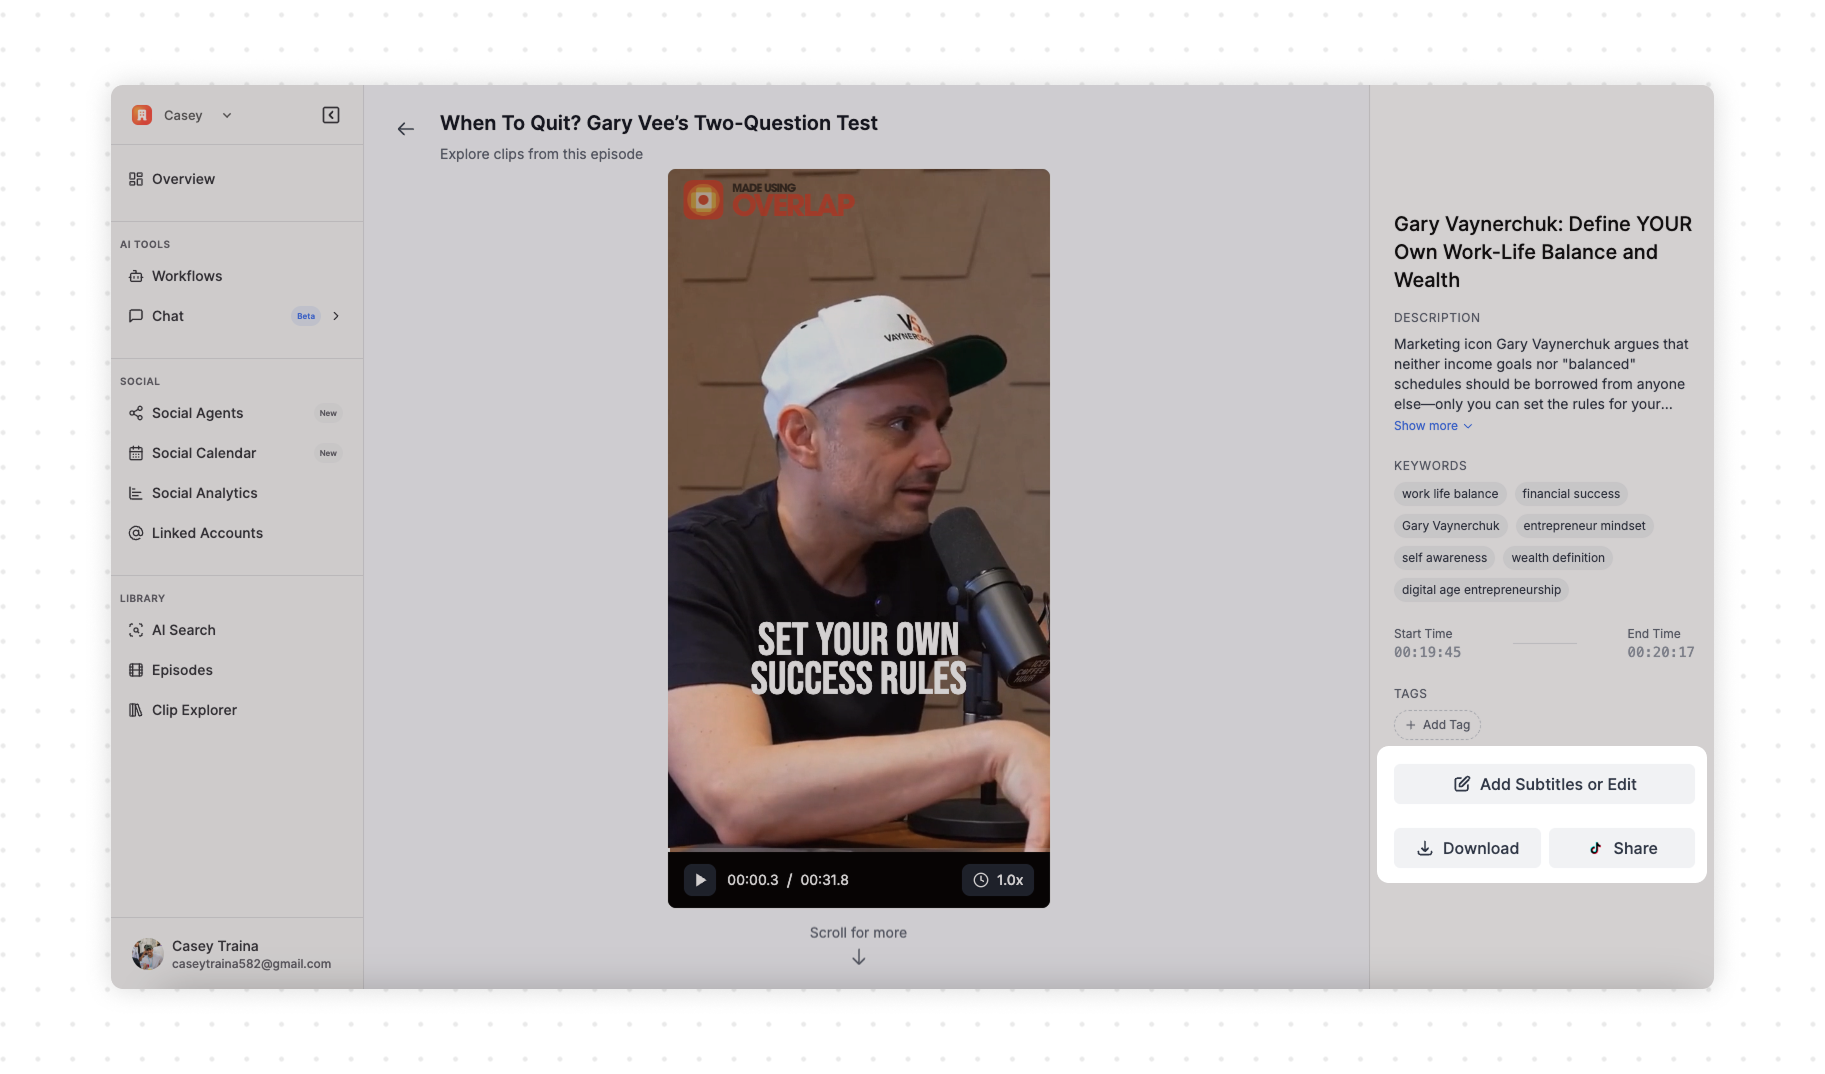 Casey
Overview
AI TOOLS
Workflows
Chat
Beta
SOCIAL
Social Agents
New
Social Calendar
New
Social Analytics
Linked Accounts
LIBRARY
AI Search
Episodes
Clip Explorer
Casey Traina
caseytraina582@gmail.com
When To Quit? Gary Vee’s Two-Question Test
Explore clips from this episode
MADE USING
OVERLAP
SET YOUR OWN
SUCCESS RULES
00:00.3 / 00:31.8
1.0x
Scroll for more
Gary Vaynerchuk: Define YOUR
Own Work-Life Balance and
Wealth
DESCRIPTION
Marketing icon Gary Vaynerchuk argues that
neither income goals nor "balanced"
schedules should be borrowed from anyone
else—only you can set the rules for your...
Show more
KEYWORDS
work life balance
financial success
Gary Vaynerchuk
entrepreneur mindset
self awareness
wealth definition
digital age entrepreneurship
Start Time
End Time
00:19:45
00:20:17
TAGS
+ Add Tag
Add Subtitles or Edit
Download
Share